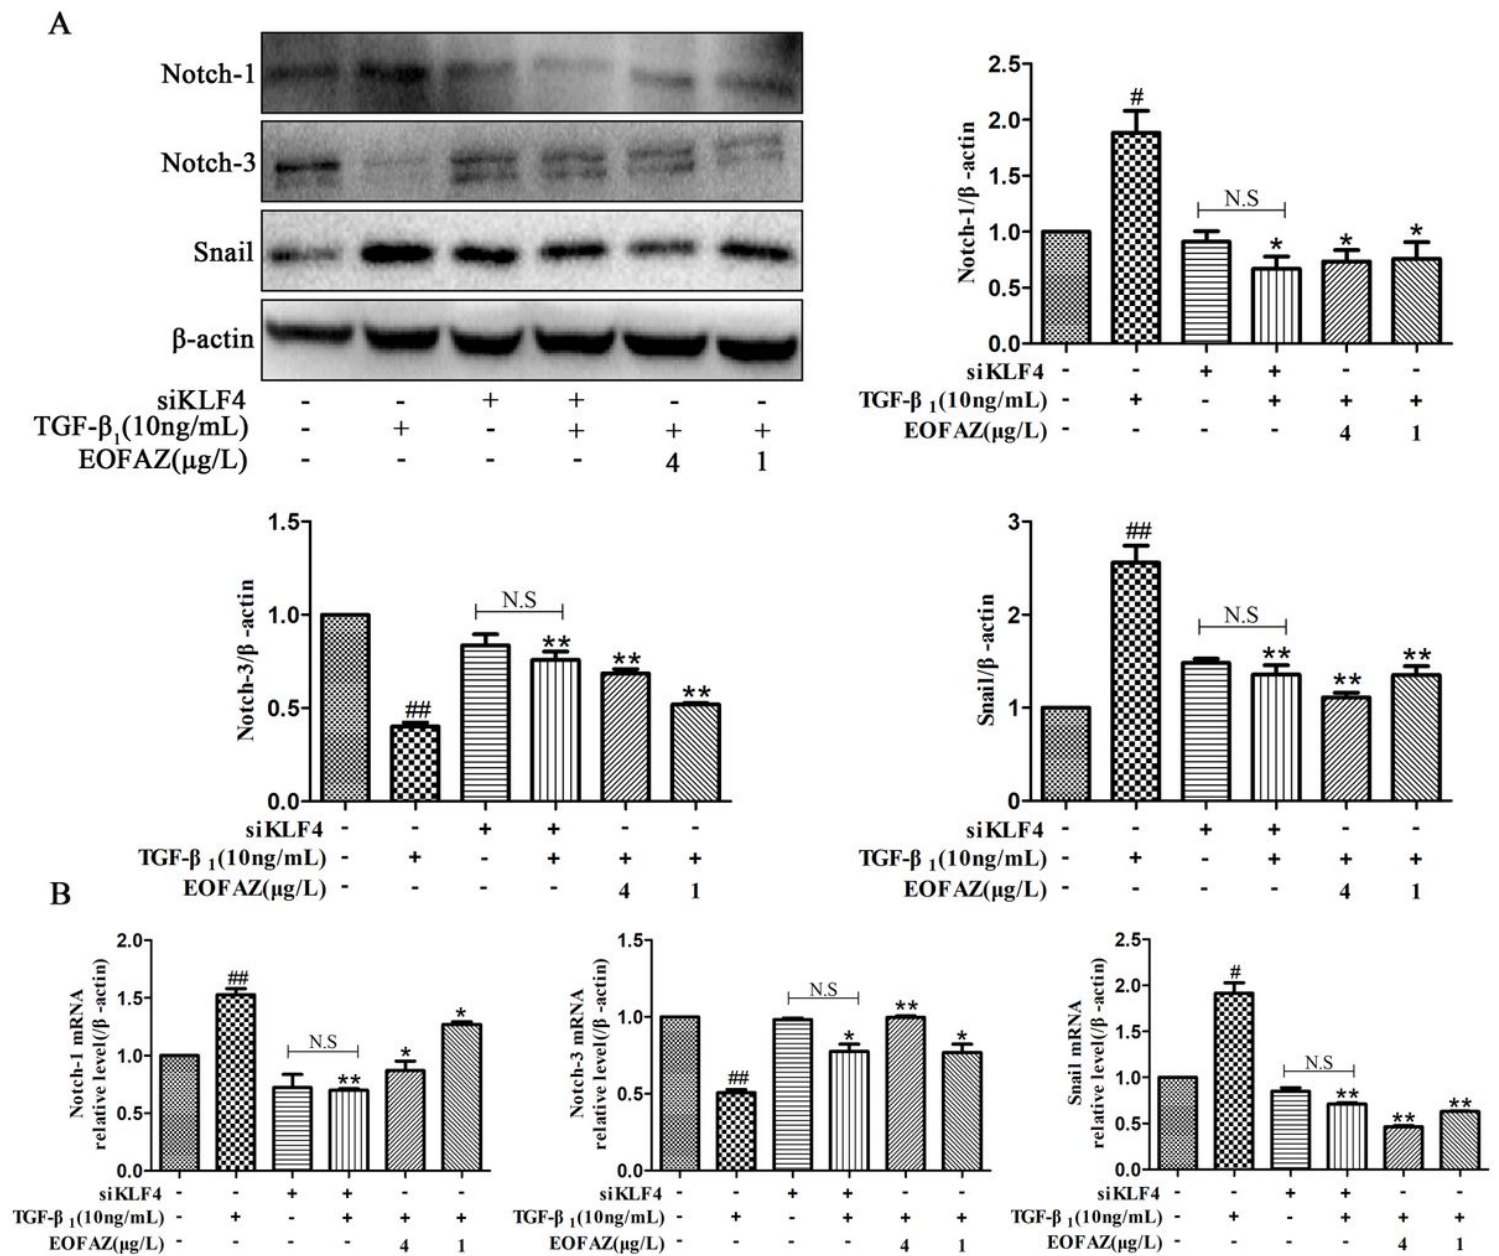 A
Notch-1
Notch-3
Snail
β-actin
siKLF4 - - + + - -
TGF-β1(10ng/mL) - + - + + +
EOFAZ(μg/L) - - - - 4 1
2.5
2.0
1.5
1.0
0.5
0.0
Notch-1/β -actin
#
N.S
*
*
*
siKLF4 - - + + - -
TGF-β 1(10ng/mL) - + - + + +
EOFAZ(μg/L) - - - - 4 1
1.5
1.0
0.5
0.0
Notch-3/β -actin
##
N.S
**
**
**
siKLF4 - - + + - -
TGF-β 1(10ng/mL) - + - + + +
EOFAZ(μg/L) - - - - 4 1
3
2
1
0
Snail/β -actin
##
N.S
**
**
**
siKLF4 - - + + - -
TGF-β 1(10ng/mL) - + - + + +
EOFAZ(μg/L) - - - - 4 1
B
2.0
1.5
1.0
0.5
0.0
Notch-1 mRNA
relative level(/β -actin)
##
N.S
**
*
*
siKLF4 - - + + - -
TGF-β 1(10ng/mL) - + - + + +
EOFAZ(μg/L) - - - - 4 1
1.5
1.0
0.5
0.0
Notch-3 mRNA
relative level(/β -actin)
##
N.S
*
**
*
siKLF4 - - + + - -
TGF-β 1(10ng/mL) - + - + + +
EOFAZ(μg/L) - - - - 4 1
2.5
2.0
1.5
1.0
0.5
0.0
Snail mRNA
relative level(/β -actin)
#
N.S
**
**
**
siKLF4 - - + + - -
TGF-β 1(10ng/mL) - + - + + +
EOFAZ(μg/L) - - - - 4 1